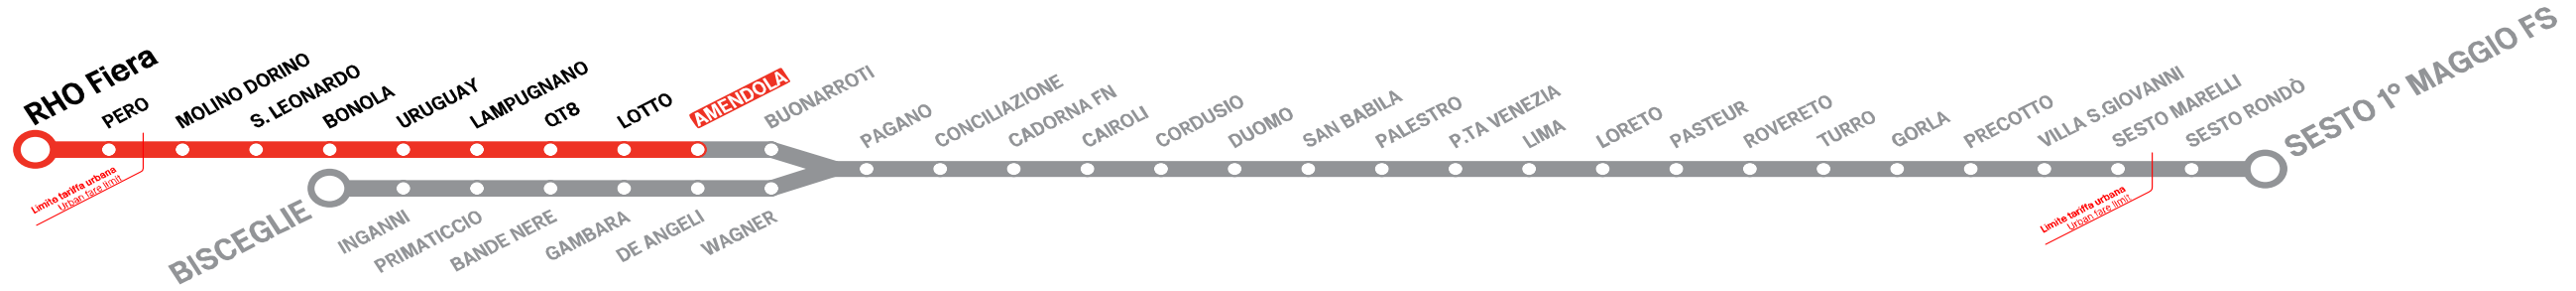 RHO Fiera
PERO
MOLINO DORINO
S. LEONARDO
BONOLA
URUGUAY
LAMPUGNANO
QT8
LOTTO
AMENDOLA
BUONARROTI
PAGANO
CONCILIAZIONE
CADORNA FN
CAIROLI
CORDUSIO
DUOMO
SAN BABILA
PALESTRO
P.TA VENEZIA
LIMA
LORETO
PASTEUR
ROVERETO
TURRO
GORLA
PRECOTTO
VILLA S.GIOVANNI
SESTO MARELLI
SESTO RONDÒ
SESTO 1° MAGGIO FS
Limite tariffa urbana
Urban fare limit
BISCEGLIE
INGANNI
PRIMATICCIO
BANDE NERE
GAMBARA
DE ANGELI
WAGNER
Limite tariffa urbana
Urban fare limit